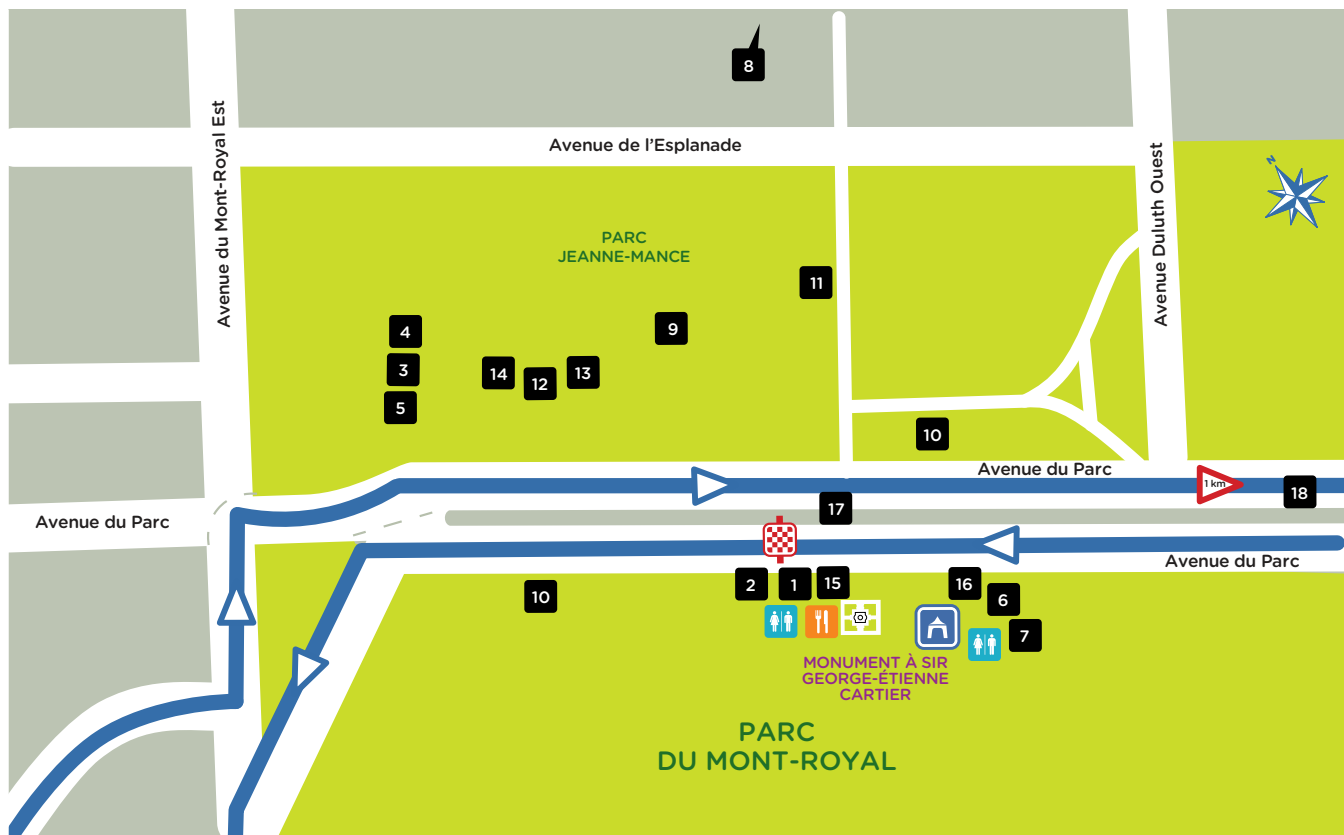 8
Avenue de l'Esplanade
Avenue du Mont-Royal Est
Avenue Duluth Ouest
N
PARC
JEANNE-MANCE
11
4
9
3
14
12
13
5
10
Avenue du Parc
1 km
18
17
Avenue du Parc
Avenue du Parc
2
1
15
16
6
10
7
MONUMENT À SIR
GEORGE-ÉTIENNE
CARTIER
PARC
DU MONT-ROYAL